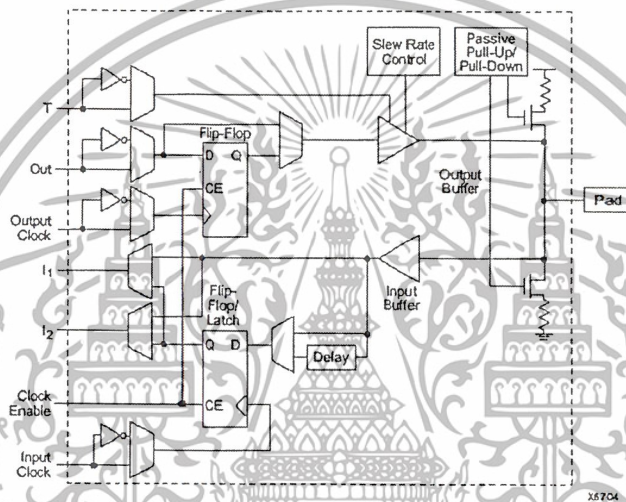 Slew Rate
Control
Passive
Pull-Up/
Pull-Down
T
Flip-Flop
D Q
CE
Out
Output
Buffer
Output
Clock
Pad
I1
Input
Buffer
Flip-
Flop/
Latch
I2
Q D
Delay
CE
Clock
Enable
Input
Clock
X6704